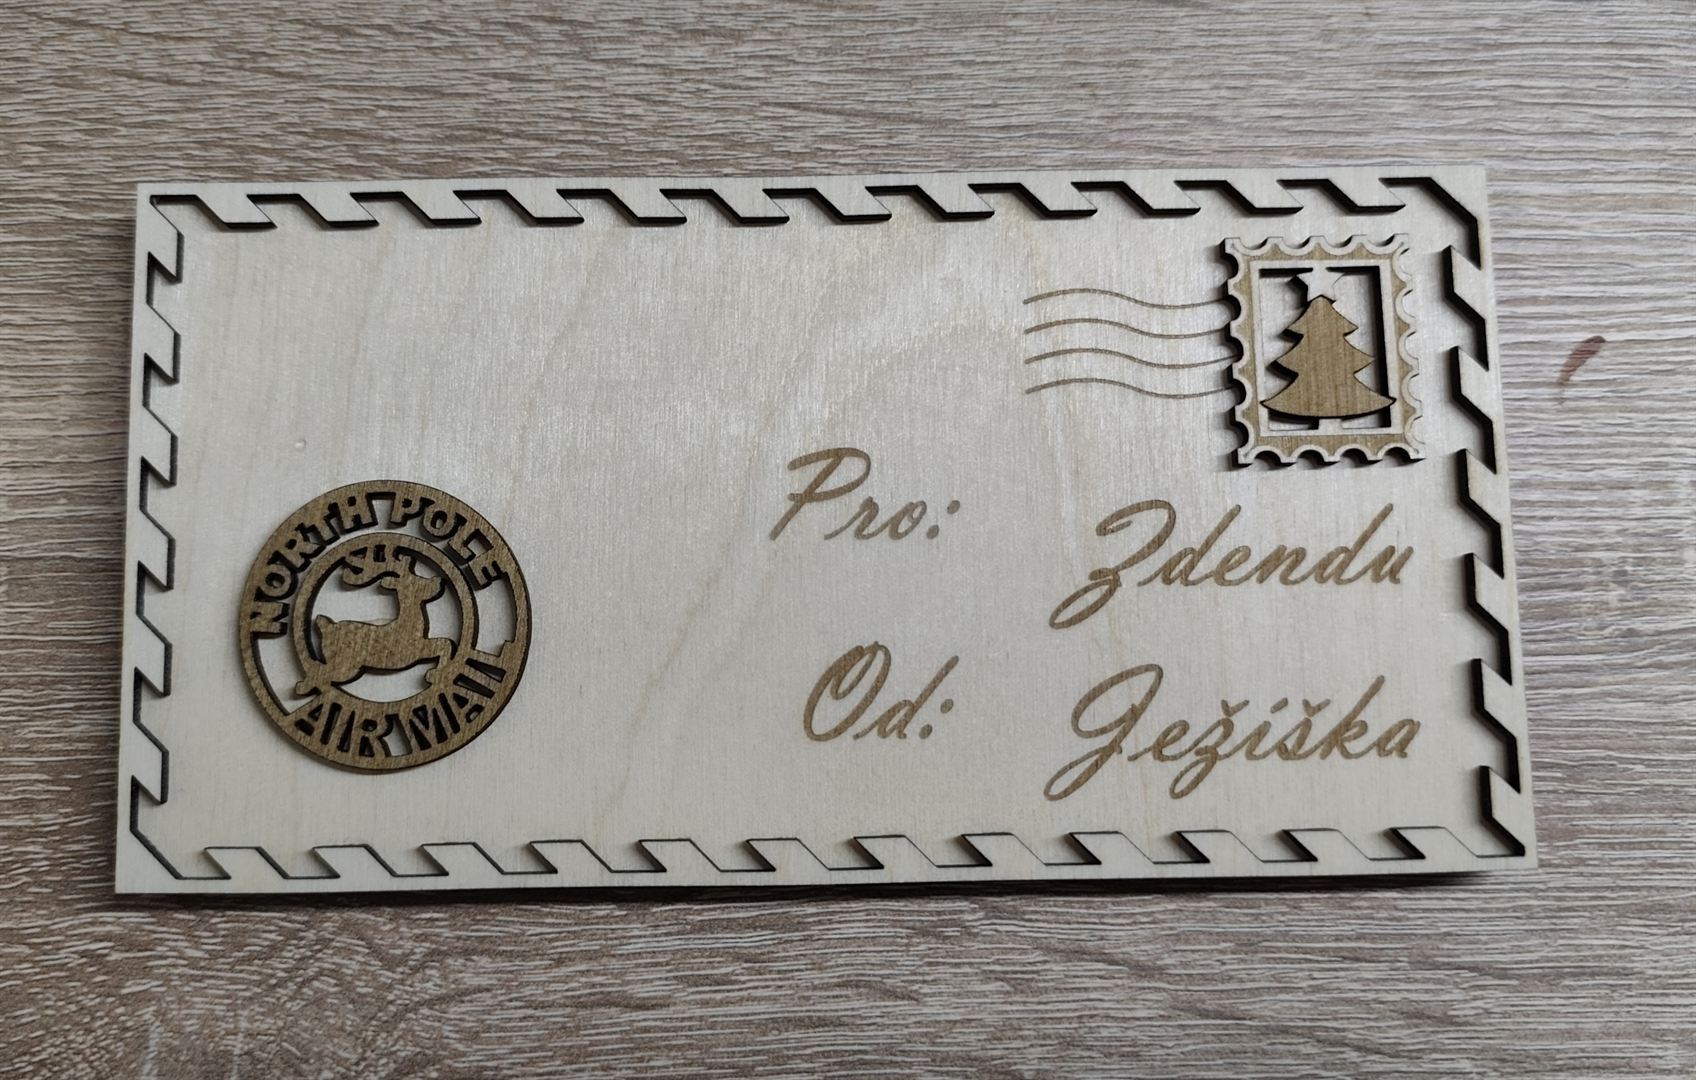 NORTH POLE
AIR MAIL
Pro: Zdendu
Od: Ježíška